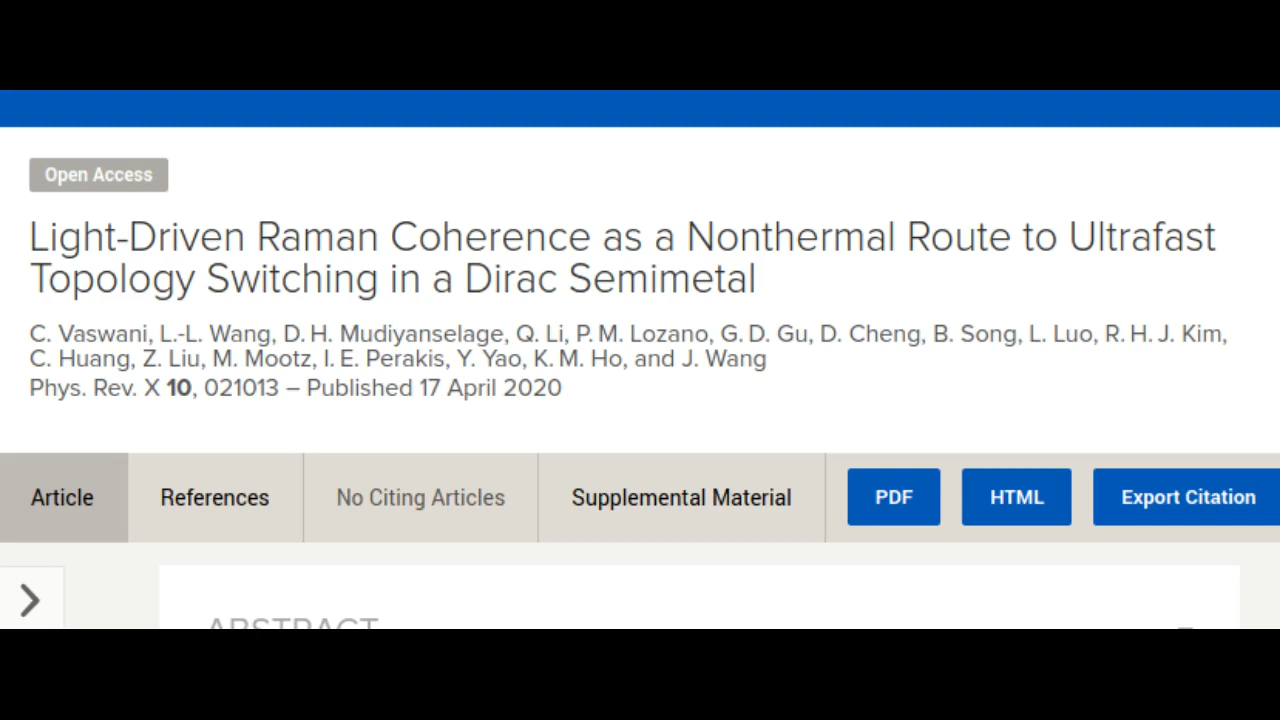 Open Access
Light-Driven Raman Coherence as a Nonthermal Route to Ultrafast
Topology Switching in a Dirac Semimetal
C. Vaswani, L.-L. Wang, D. H. Mudiyanselage, Q. Li, P. M. Lozano, G. D. Gu, D. Cheng, B. Song, L. Luo, R. H. J. Kim,
C. Huang, Z. Liu, M. Mootz, I. E. Perakis, Y. Yao, K. M. Ho, and J. Wang
Phys. Rev. X 10, 021013 – Published 17 April 2020
Article References No Citing Articles Supplemental Material PDF HTML Export Citation
ABSTRACT